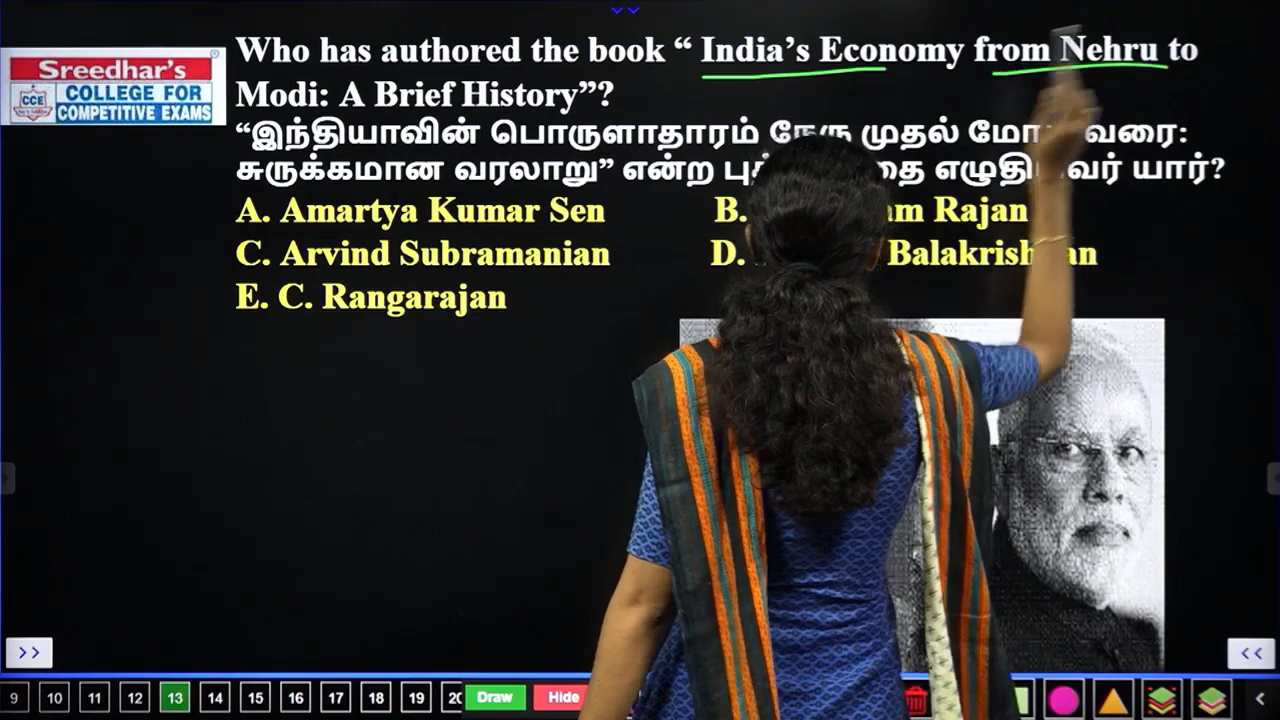 Who has authored the book “ India’s Economy from Nehru to
Modi: A Brief History”?
“இந்தியாவின் பொருளாதாரம் நேரு முதல் வரை:
சுருக்கமான வரலாறு” என்ற யார்?
A. Amartya Kumar Sen B. Rajan
C. Arvind Subramanian D.
E. C. Rangarajan
Sreedhar's
CCE
COLLEGE FOR
COMPETITIVE EXAMS
>> <<
9 10 11 12 13 14 15 16 17 18 19 Draw Hide <